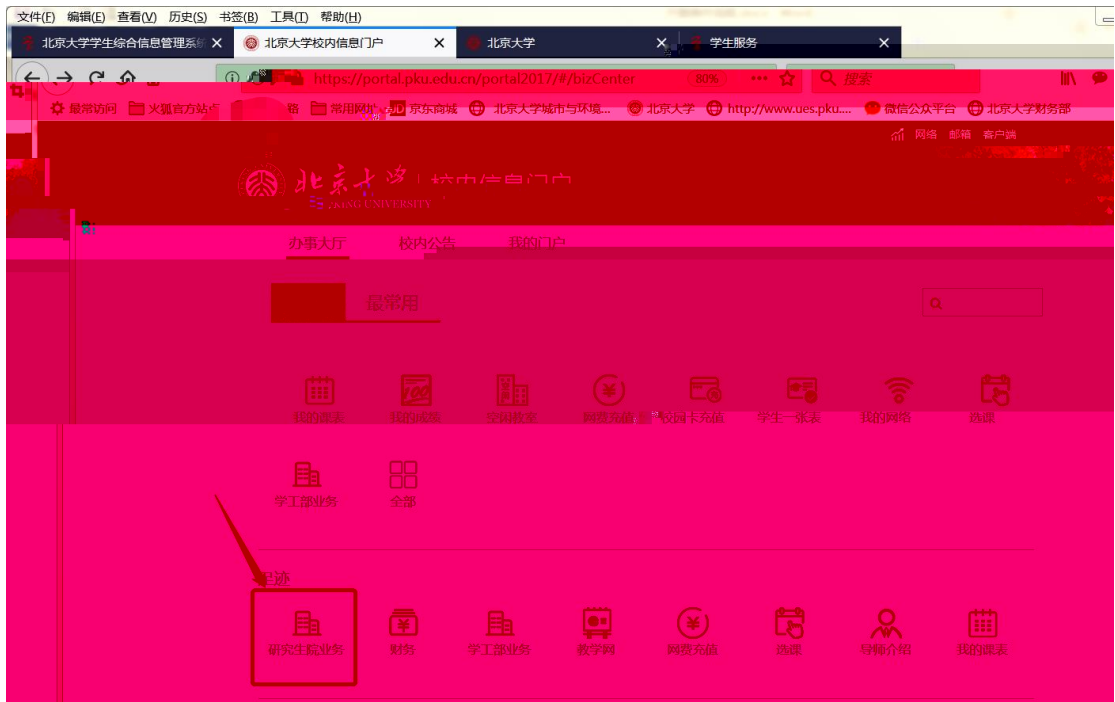 文件(F) 编辑(E) 查看(V) 历史(S) 书签(B) 工具(T) 帮助(H)
北京大学学生综合信息管理系统 北京大学校内信息门户 北京大学 学生服务
https://portal.pku.edu.cn/portal2017/#/bizCenter 80% 搜索
最常访问 火狐官方站点 常用网址 JD 京东商城 北京大学城市与环境... 北京大学 http://www.ues.pku.... 微信公众平台 北京大学财务部
网络 邮箱 客户端
北京大学 校内信息门户
UNIVERSITY
办事大厅 校内公告 我的门户
最常用
我的课表 我的成绩 空闲教室 网费充值 校园卡充值 学生一张表 我的网络 选课
学工部业务 全部
足迹
研究生院业务 财务 学工部业务 教学网 网费充值 选课 导师介绍 我的课表